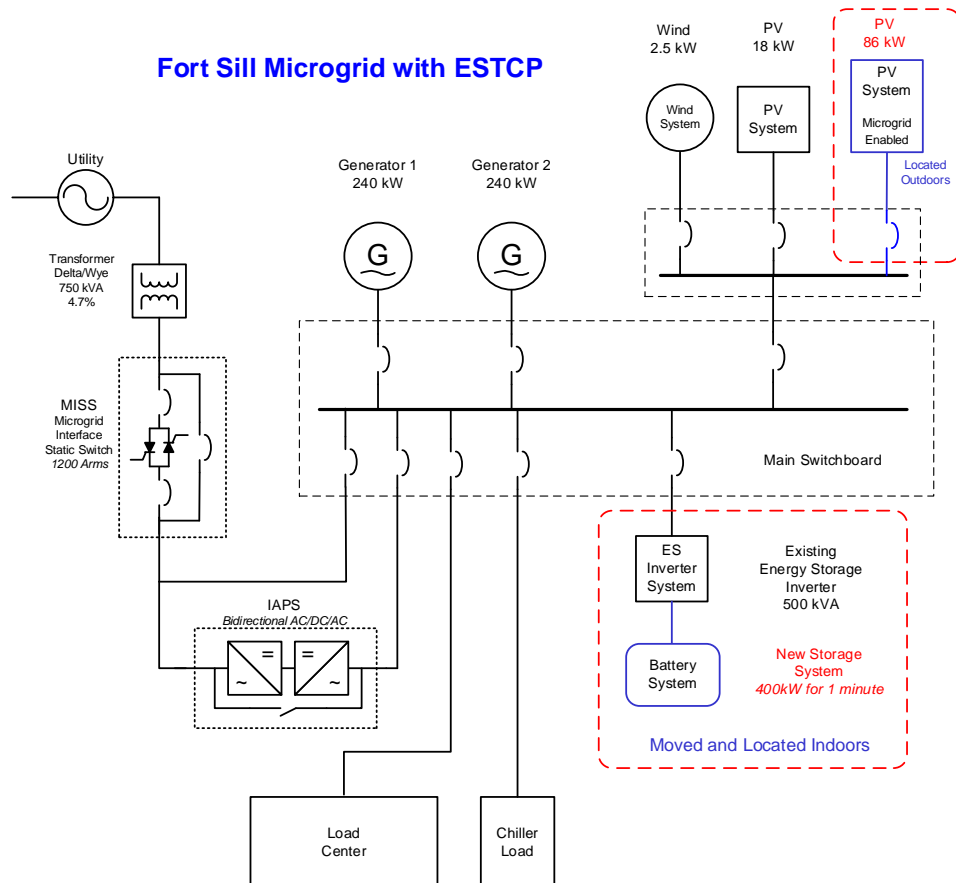 Fort Sill Microgrid with ESTCP
Wind
2.5 kW
PV
18 kW
PV
86 kW
Wind
System
PV
System
PV
System
Microgrid
Enabled
Located
Outdoors
Utility
Generator 1
240 kW
Generator 2
240 kW
G
G
Transformer
Delta/Wye
750 kVA
4.7%
MISS
Microgrid
Interface
Static Switch
1200 Arms
Main Switchboard
IAPS
Bidirectional AC/DC/AC
=
~
=
~
ES
Inverter
System
Existing
Energy Storage
Inverter
500 kVA
Battery
System
New Storage
System
400kW for 1 minute
Moved and Located Indoors
Load
Center
Chiller
Load